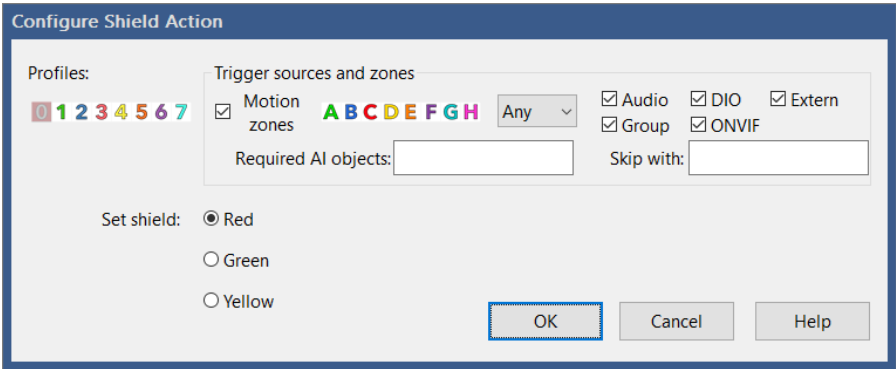 Configure Shield Action
Profiles:
0 1 2 3 4 5 6 7
Trigger sources and zones
Motion zones
A B C D E F G H
Any
Audio
DIO
Extern
Group
ONVIF
Required AI objects:
Skip with:
Set shield:
Red
Green
Yellow
OK
Cancel
Help